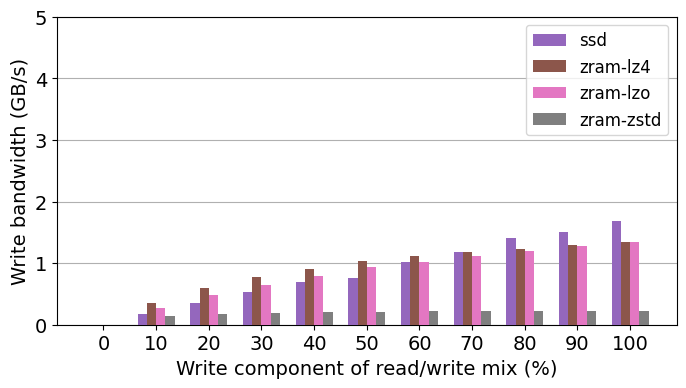 Write bandwidth (GB/s)
5
4
3
2
1
0
ssd
zram-lz4
zram-lzo
zram-zstd
0 10 20 30 40 50 60 70 80 90 100
Write component of read/write mix (%)